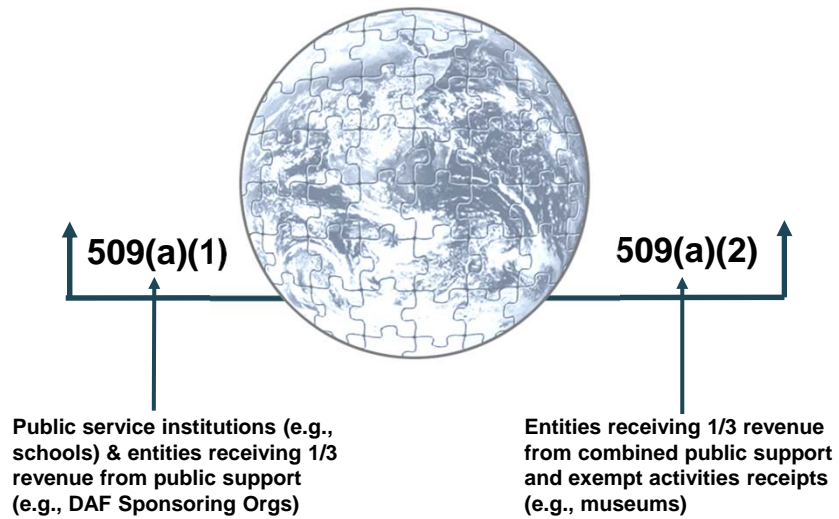 509(a)(1)
509(a)(2)
Public service institutions (e.g.,
schools) & entities receiving 1/3
revenue from public support
(e.g., DAF Sponsoring Orgs)
Entities receiving 1/3 revenue
from combined public support
and exempt activities receipts
(e.g., museums)